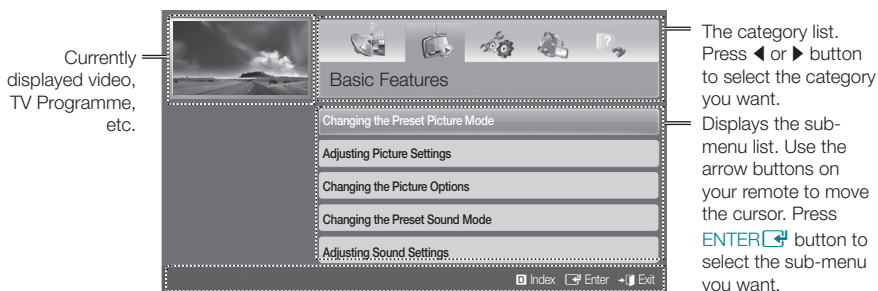 Currently
displayed video,
TV Programme,
etc.
Basic Features
Changing the Preset Picture Mode
Adjusting Picture Settings
Changing the Picture Options
Changing the Preset Sound Mode
Adjusting Sound Settings
D Index Enter Exit
The category list.
Press ◀ or ▶ button
to select the category
you want.
Displays the sub-
menu list. Use the
arrow buttons on
your remote to move
the cursor. Press
ENTER button to
select the sub-menu
you want.